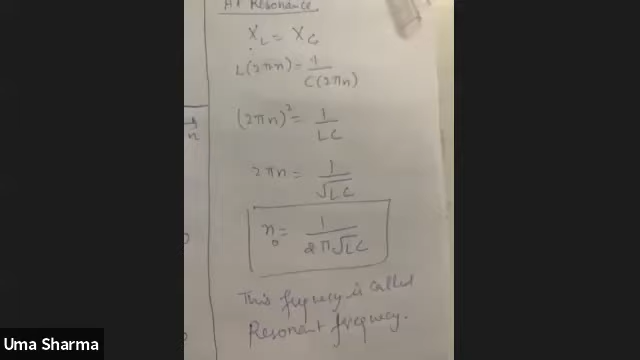 At Resonance
X_L = X_C
L(2πn) = 1/C(2πn)
(2πn)² = 1/LC
2πn = 1/√LC
n₀ = 1/2π√LC
This frequency is called
Resonant frequency.
n
Uma Sharma